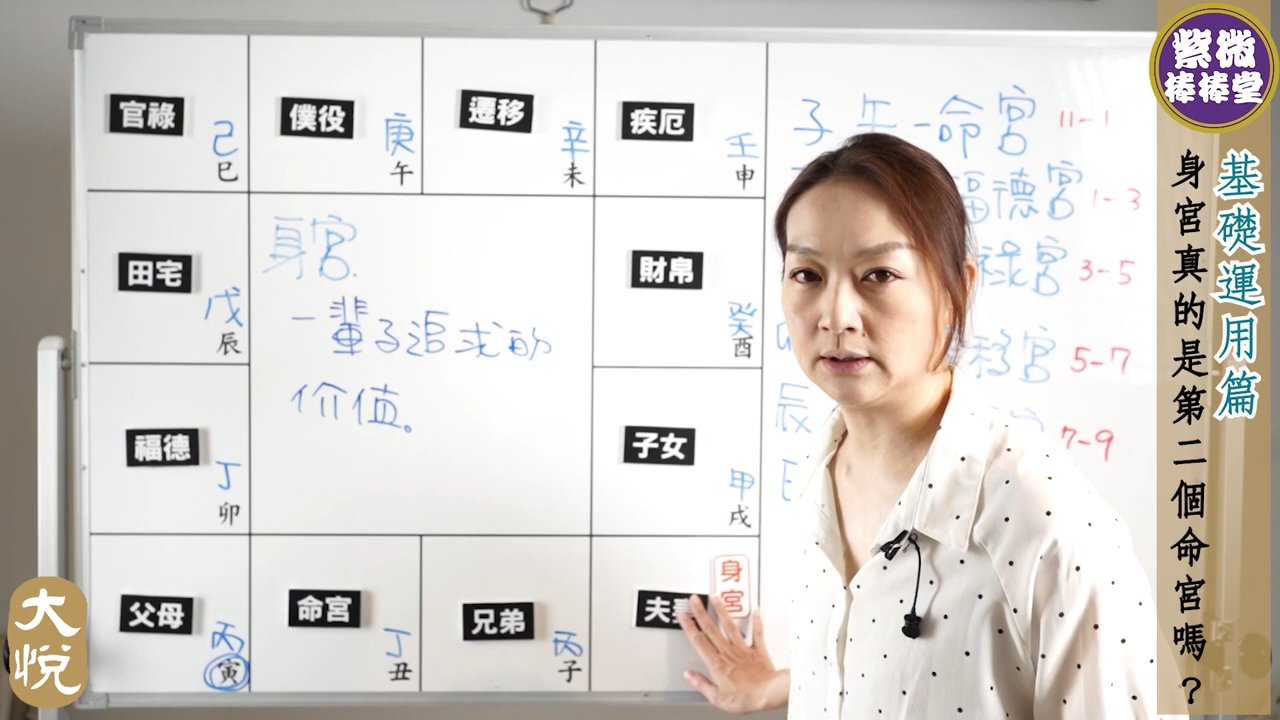 官祿
己
巳
僕役
庚
午
遷移
辛
未
疾厄
壬
申
田宅
戊
辰
財帛
癸
酉
福德
丁
卯
子女
甲
戌
父母
丙
寅
命宮
丁
丑
兄弟
丙
子
夫妻
身宮
身宮.
一輩子追求的
价值。
子午-命宮 11-1
福德宮 1-3
祿宮 3-5
移宮 5-7
辰 7-9
紫微
棒棒堂
基礎運用篇
身宮真的是第二個命宮嗎？
大悅